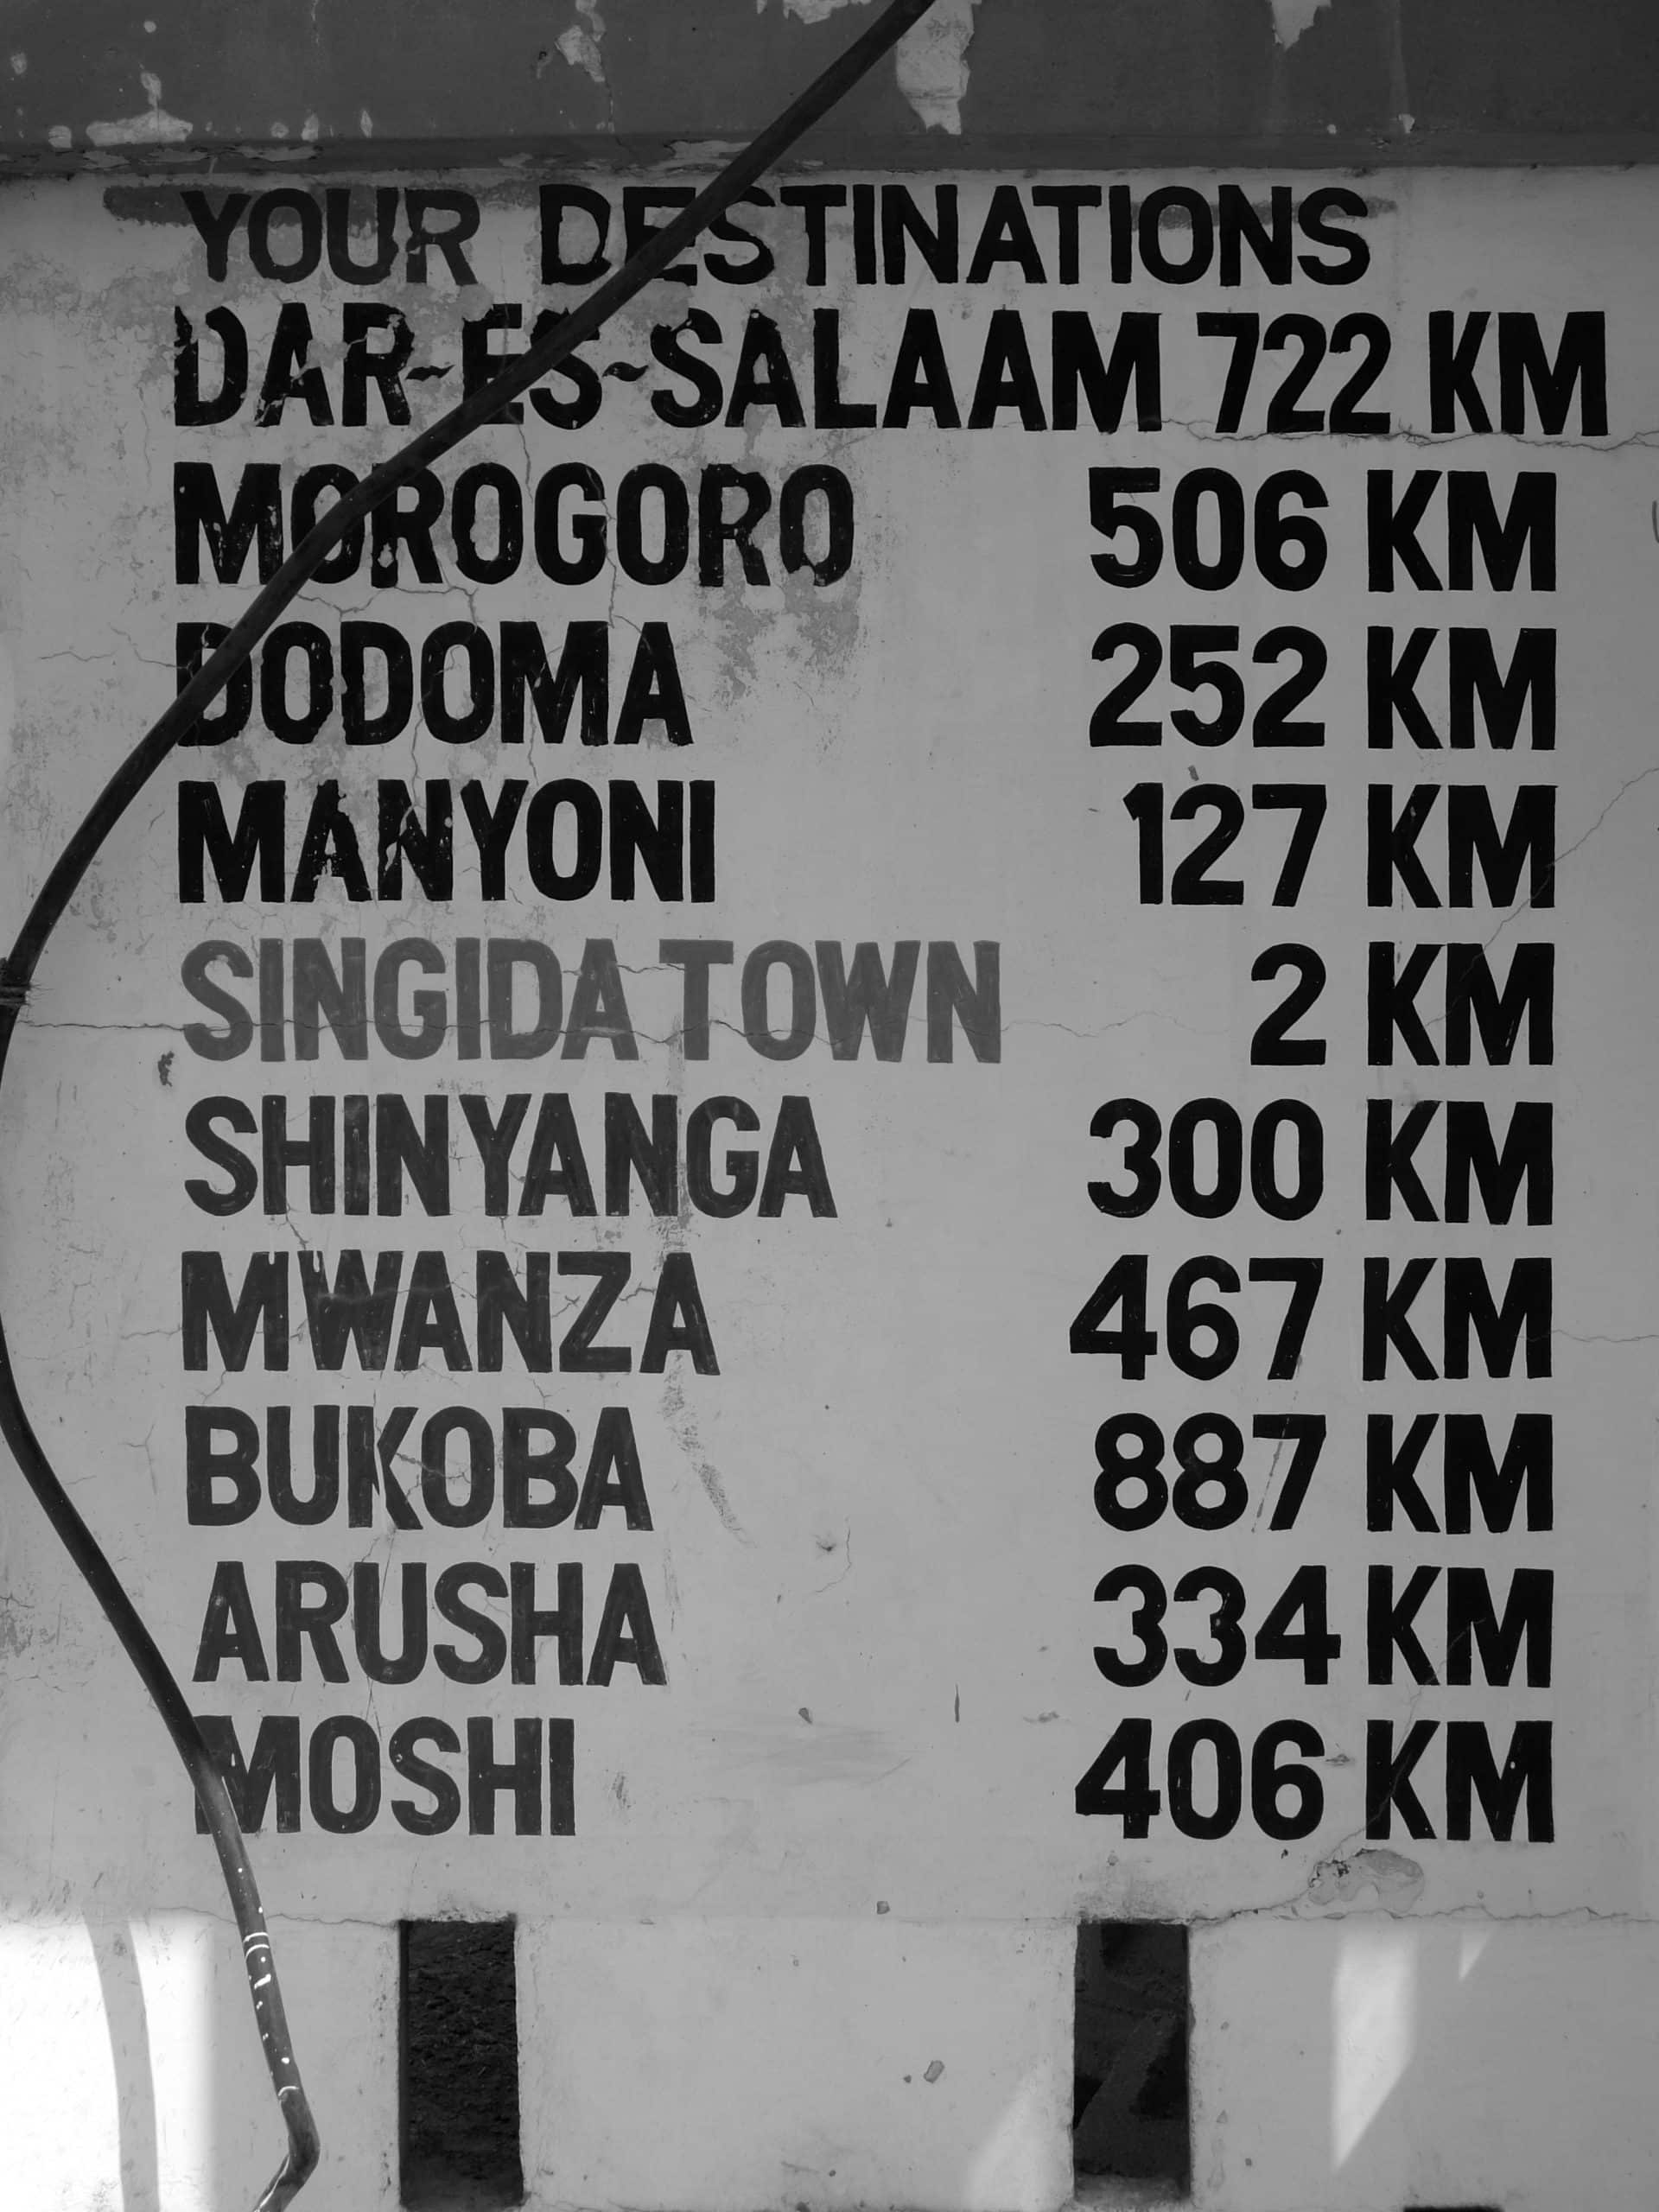 YOUR DESTINATIONS
DAR~ES~SALAAM 722 KM
MOROGORO 506 KM
DODOMA 252 KM
MANYONI 127 KM
SINGIDA TOWN 2 KM
SHINYANGA 300 KM
MWANZA 467 KM
BUKOBA 887 KM
ARUSHA 334 KM
MOSHI 406 KM